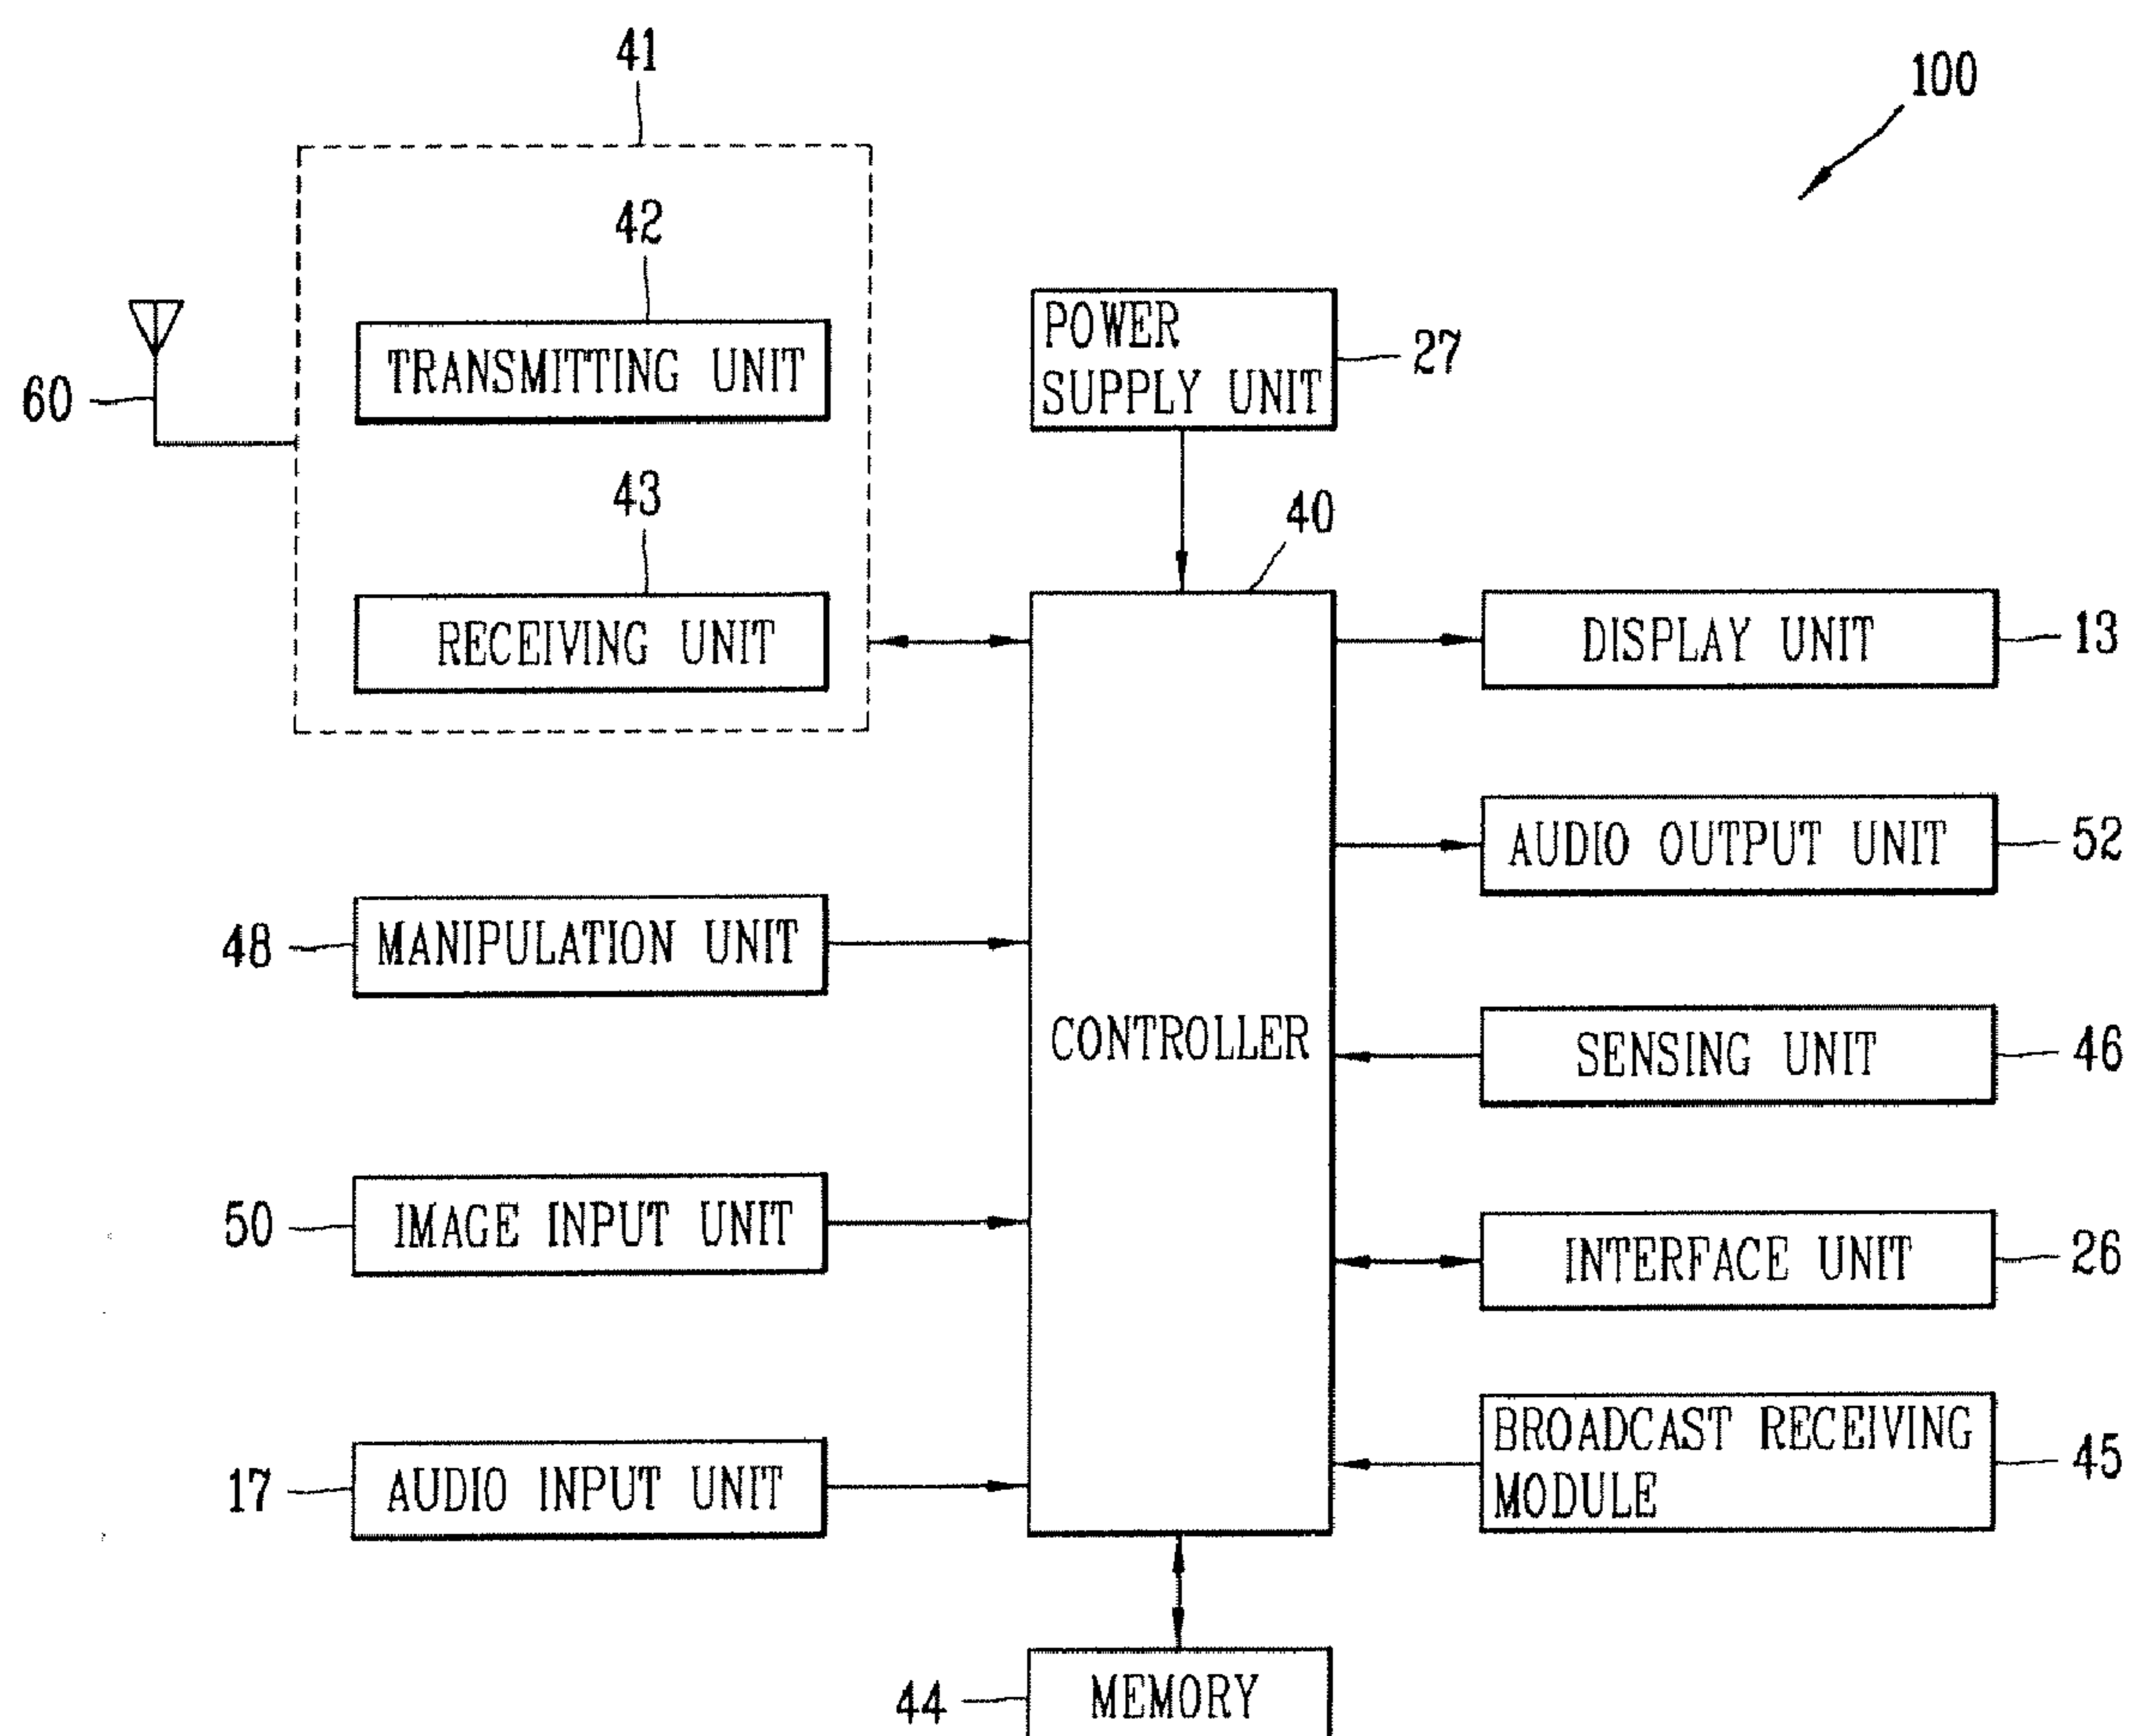 41
100
42
TRANSMITTING UNIT
60
43
RECEIVING UNIT
POWER
SUPPLY UNIT
27
40
CONTROLLER
DISPLAY UNIT
13
AUDIO OUTPUT UNIT
52
48
MANIPULATION UNIT
SENSING UNIT
46
50
IMAGE INPUT UNIT
INTERFACE UNIT
26
17
AUDIO INPUT UNIT
BROADCAST RECEIVING
MODULE
45
44
MEMORY